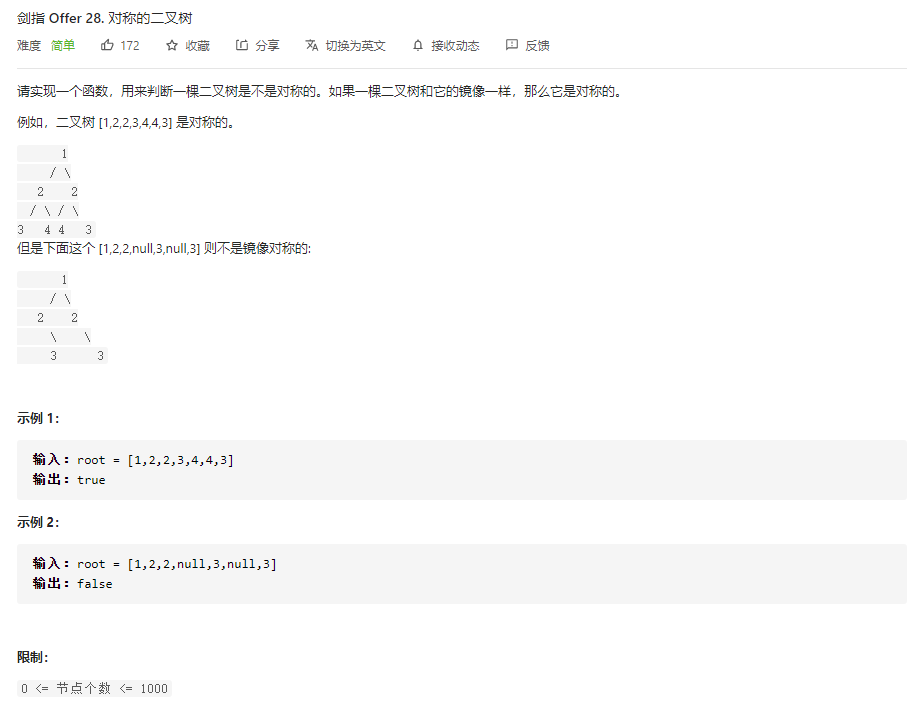 剑指 Offer 28. 对称的二叉树
难度 简单 172 收藏 分享 切换为英文 接收动态 反馈
请实现一个函数，用来判断一棵二叉树是不是对称的。如果一棵二叉树和它的镜像一样，那么它是对称的。
例如，二叉树 [1,2,2,3,4,4,3] 是对称的。
1
/ \
2 2
/ \ / \
3 4 4 3
但是下面这个 [1,2,2,null,3,null,3] 则不是镜像对称的:
1
/ \
2 2
\ \
3 3
示例 1：
输入：root = [1,2,2,3,4,4,3]
输出：true
示例 2：
输入：root = [1,2,2,null,3,null,3]
输出：false
限制：
0 <= 节点个数 <= 1000